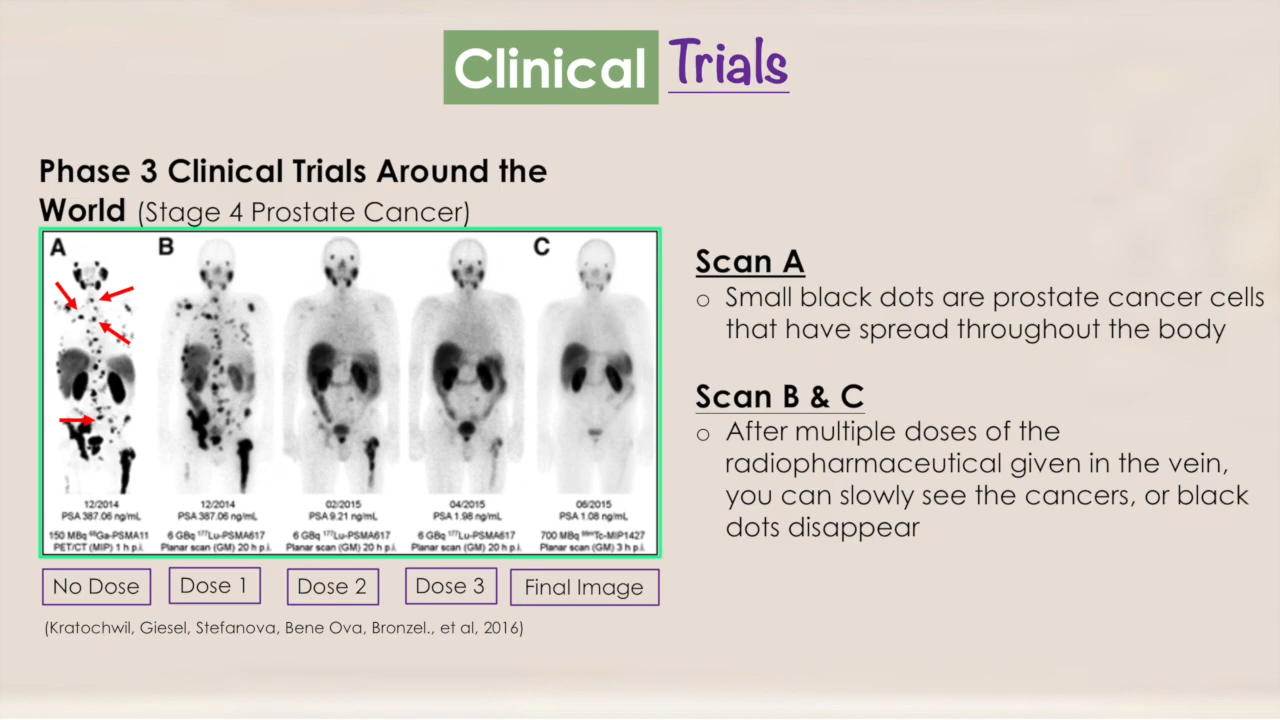 Clinical Trials
Phase 3 Clinical Trials Around the
World (Stage 4 Prostate Cancer)
A
B
C
12/2014
PSA 387.06 ng/mL
150 MBq 68Ga-PSMA11
PET/CT (MIP) 1 h p.i.
12/2014
PSA 387.06 ng/mL
6 GBq 177Lu-PSMA617
Planar scan (GM) 20 h p.i.
02/2015
PSA 9.21 ng/mL
6 GBq 177Lu-PSMA617
Planar scan (GM) 20 h p.i.
04/2015
PSA 1.98 ng/mL
6 GBq 177Lu-PSMA617
Planar scan (GM) 20 h p.i.
06/2015
PSA 1.08 ng/mL
700 MBq 99mTc-MIP1427
Planar scan (GM) 3 h p.i.
No Dose
Dose 1
Dose 2
Dose 3
Final Image
(Kratochwil, Giesel, Stefanova, Bene Ova, Bronzel., et al, 2016)
Scan A
o Small black dots are prostate cancer cells
that have spread throughout the body
Scan B & C
o After multiple doses of the
radiopharmaceutical given in the vein,
you can slowly see the cancers, or black
dots disappear